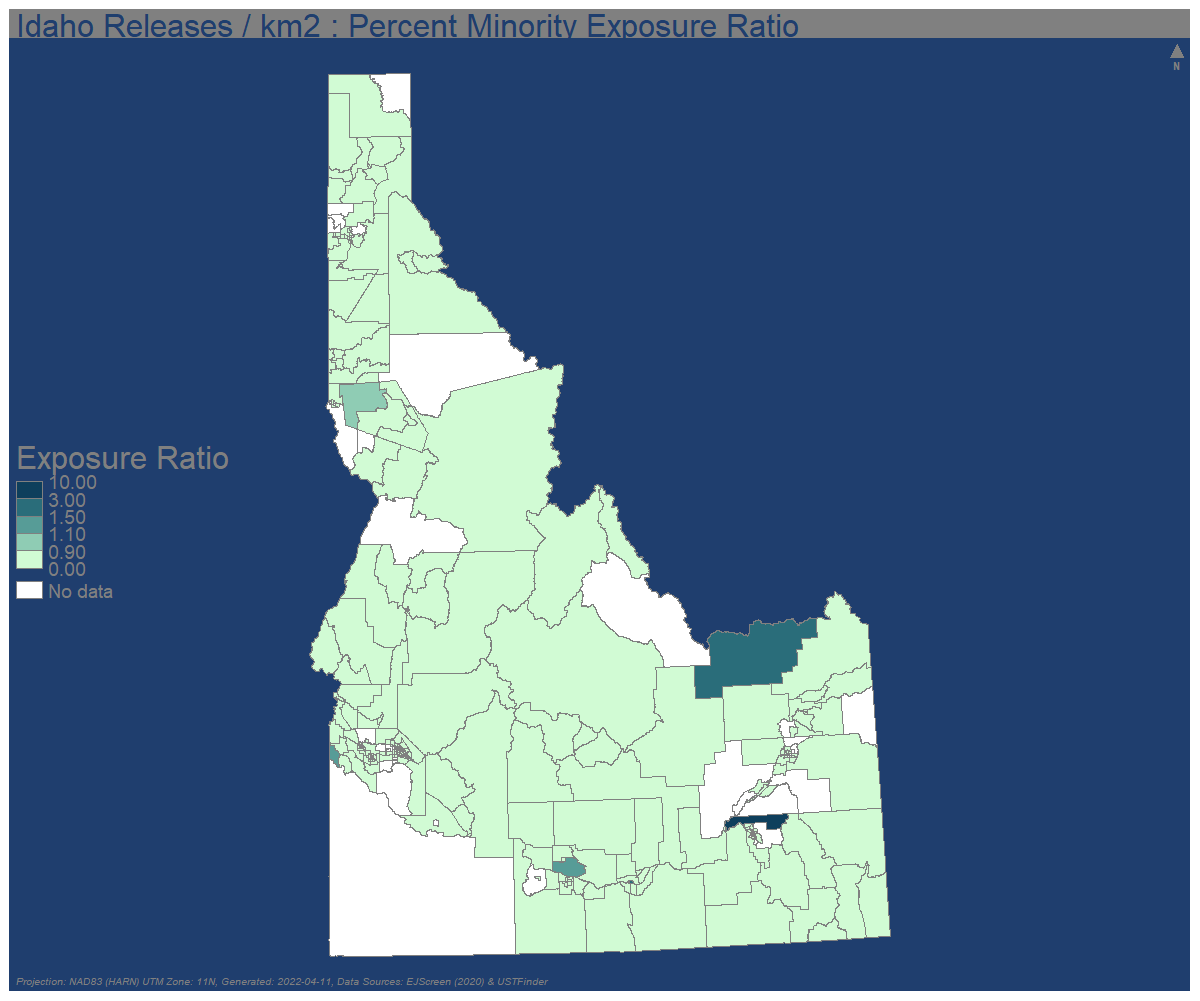 Idaho Releases / km2 : Percent Minority Exposure Ratio
N
Exposure Ratio
10.00
3.00
1.50
1.10
0.90
0.00
No data
Projection: NAD83 (HARN) UTM Zone: 11N, Generated: 2022-04-11, Data Sources: EJScreen (2020) & USTFinder